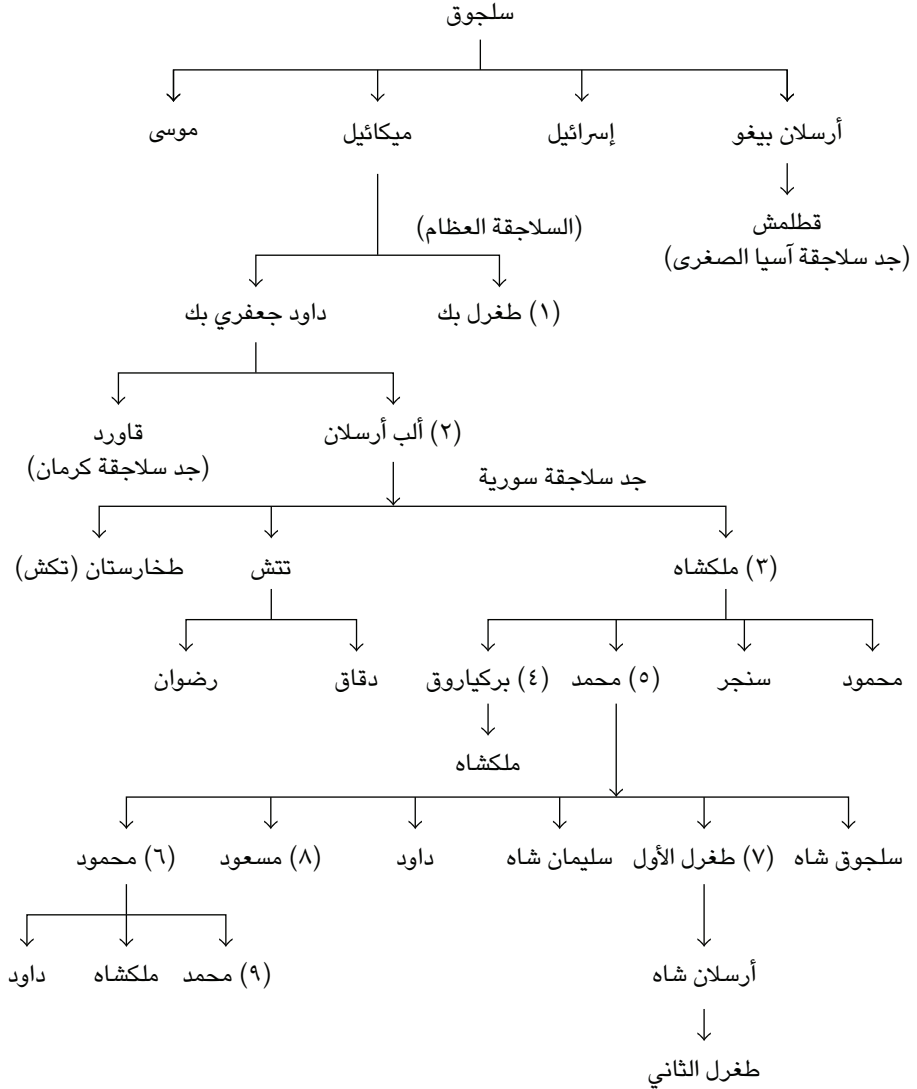 سلجوق
أرسلان بيغو
إسرائيل
ميكائيل
موسى
قطلمش
(جد سلاجقة آسيا الصغرى)
(السلاجقة العظام)
(١) طغرل بك
داود جعفري بك
(٢) ألب أرسلان
قاورد
(جد سلاجقة كرمان)
جد سلاجقة سورية
(٣) ملكشاه
تتش
طخارستان (تكش)
محمود
سنجر
(٥) محمد
(٤) بركياروق
دقاق
رضوان
ملكشاه
سلجوق شاه
(٧) طغرل الأول
سليمان شاه
داود
(٨) مسعود
(٦) محمود
أرسلان شاه
(٩) محمد
ملكشاه
داود
طغرل الثاني